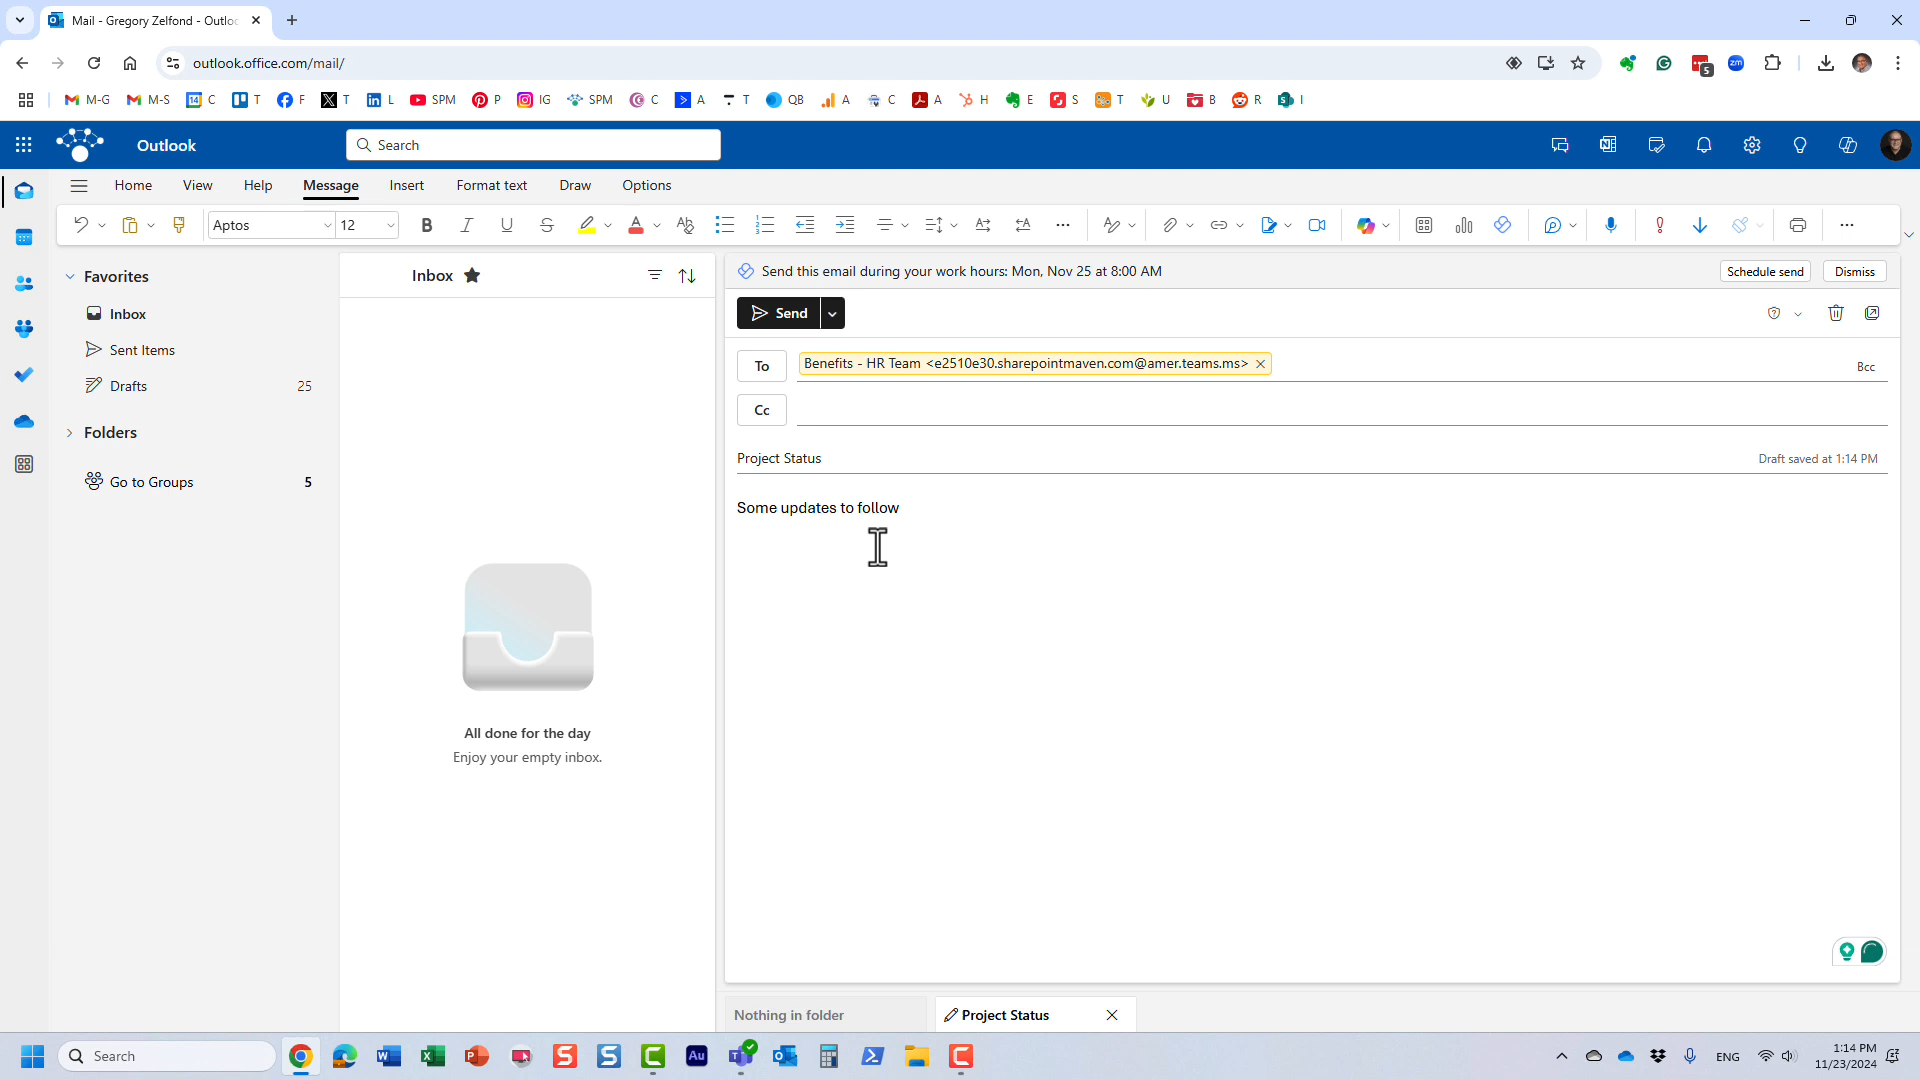 Mail - Gregory Zelfond - Outlo
outlook.office.com/mail/
5
M-G
M-S
14
C
T
F
T
L
SPM
P
IG
SPM
C
A
T
QB
A
C
A
H
E
S
T
U
B
R
I
zm
Outlook
Search
Home
View
Help
Message
Insert
Format text
Draw
Options
Aptos
12
Favorites
Inbox
Sent Items
Drafts
25
Folders
Go to Groups
5
Inbox
All done for the day
Enjoy your empty inbox.
Send this email during your work hours: Mon, Nov 25 at 8:00 AM
Schedule send
Dismiss
Send
To
Benefits - HR Team <e2510e30.sharepointmaven.com@amer.teams.ms>
Bcc
Cc
Project Status
Draft saved at 1:14 PM
Some updates to follow
Nothing in folder
Project Status
Search
Au
ENG
1:14 PM
11/23/2024